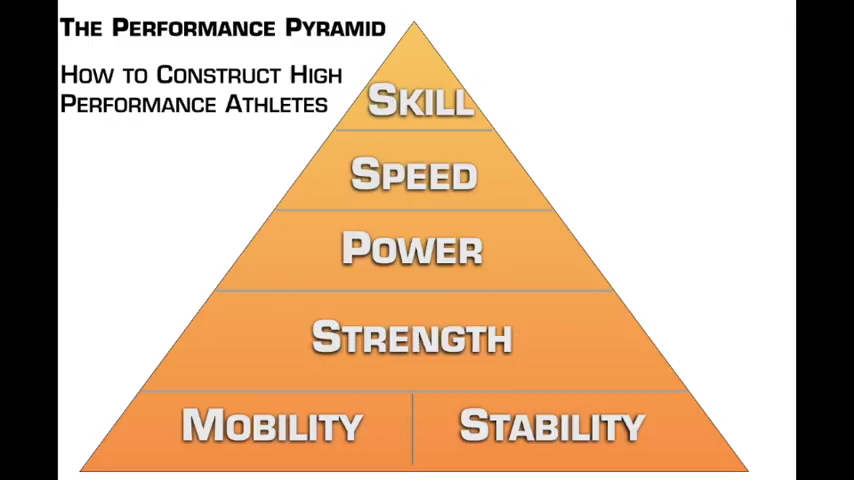 The Performance Pyramid
How to Construct High
Performance Athletes
Skill
Speed
Power
Strength
Mobility
Stability